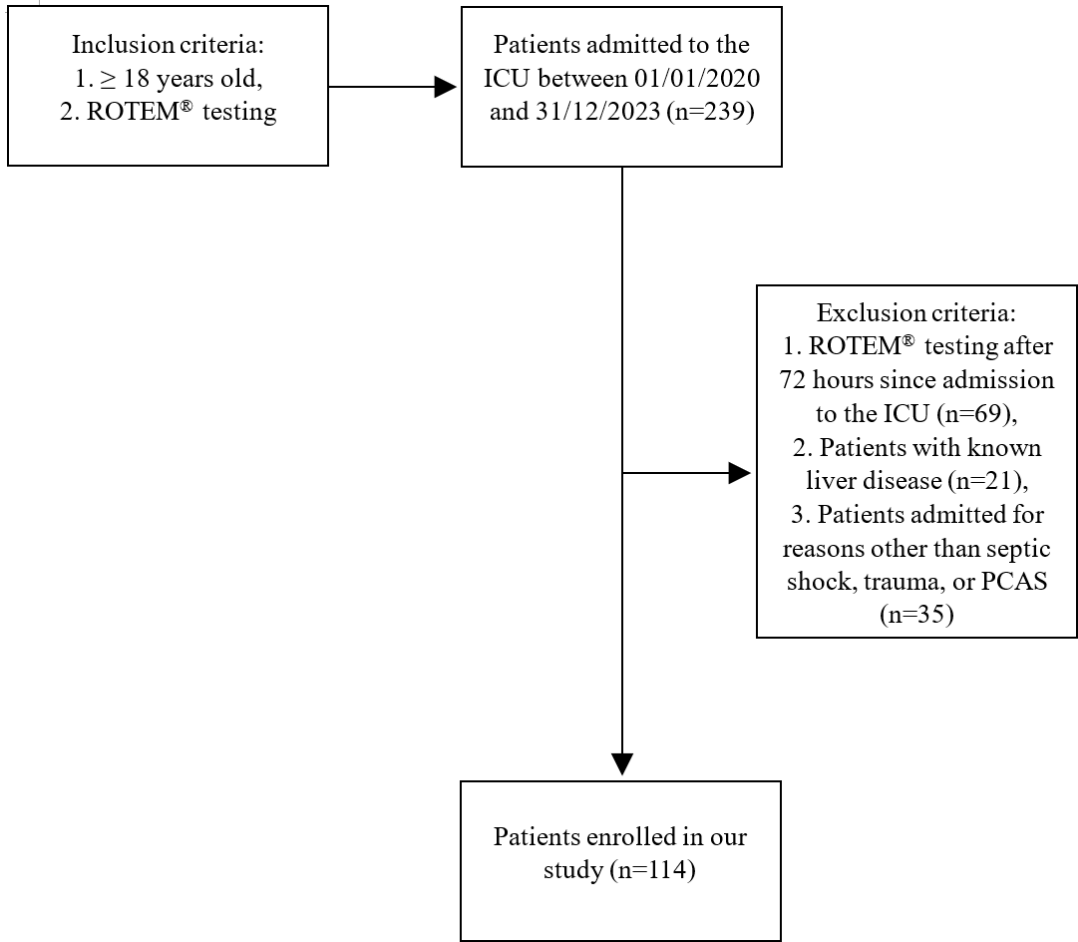 Inclusion criteria:
1. ≥ 18 years old,
2. ROTEM® testing
Patients admitted to the
ICU between 01/01/2020
and 31/12/2023 (n=239)
Exclusion criteria:
1. ROTEM® testing after
72 hours since admission
to the ICU (n=69),
2. Patients with known
liver disease (n=21),
3. Patients admitted for
reasons other than septic
shock, trauma, or PCAS
(n=35)
Patients enrolled in our
study (n=114)